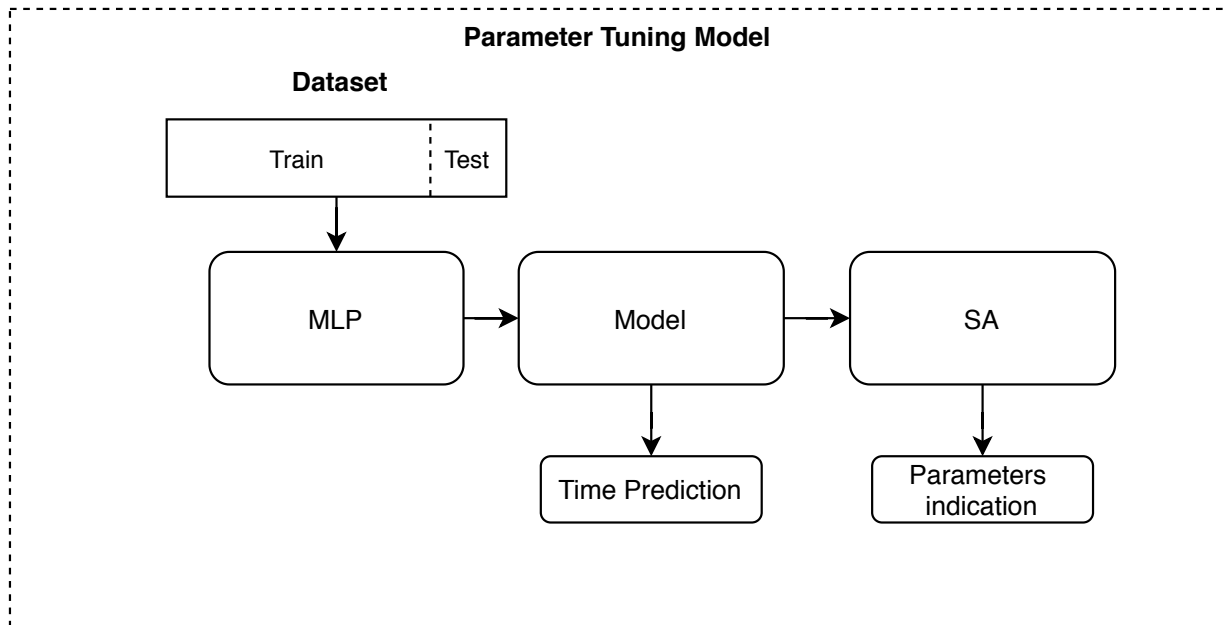 Parameter Tuning Model
Dataset
Train
Test
MLP
Model
SA
Time Prediction
Parameters
indication